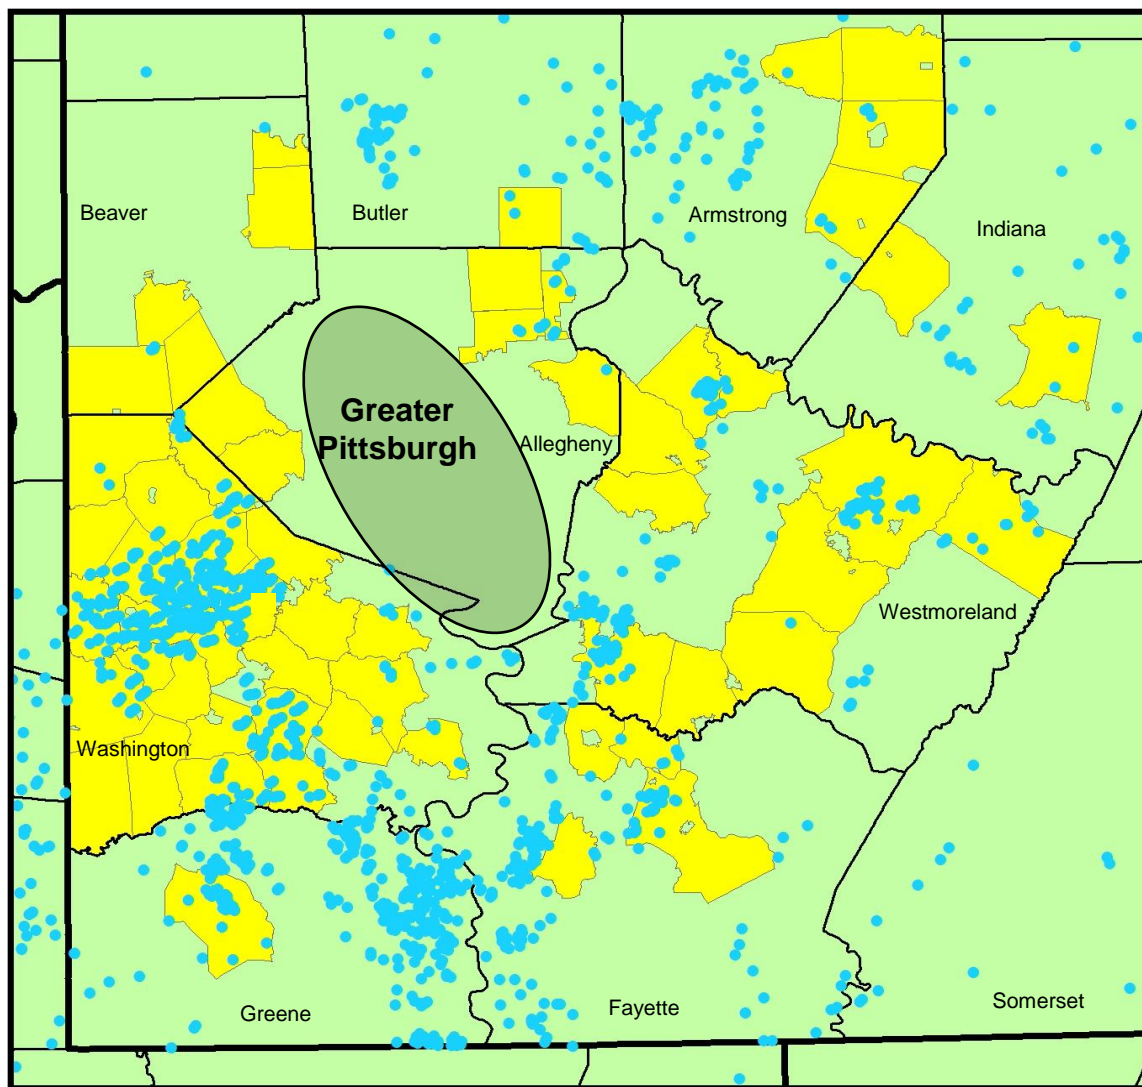 Beaver
Butler
Armstrong
Indiana
Greater
Pittsburgh
Allegheny
Westmoreland
Washington
Greene
Fayette
Somerset